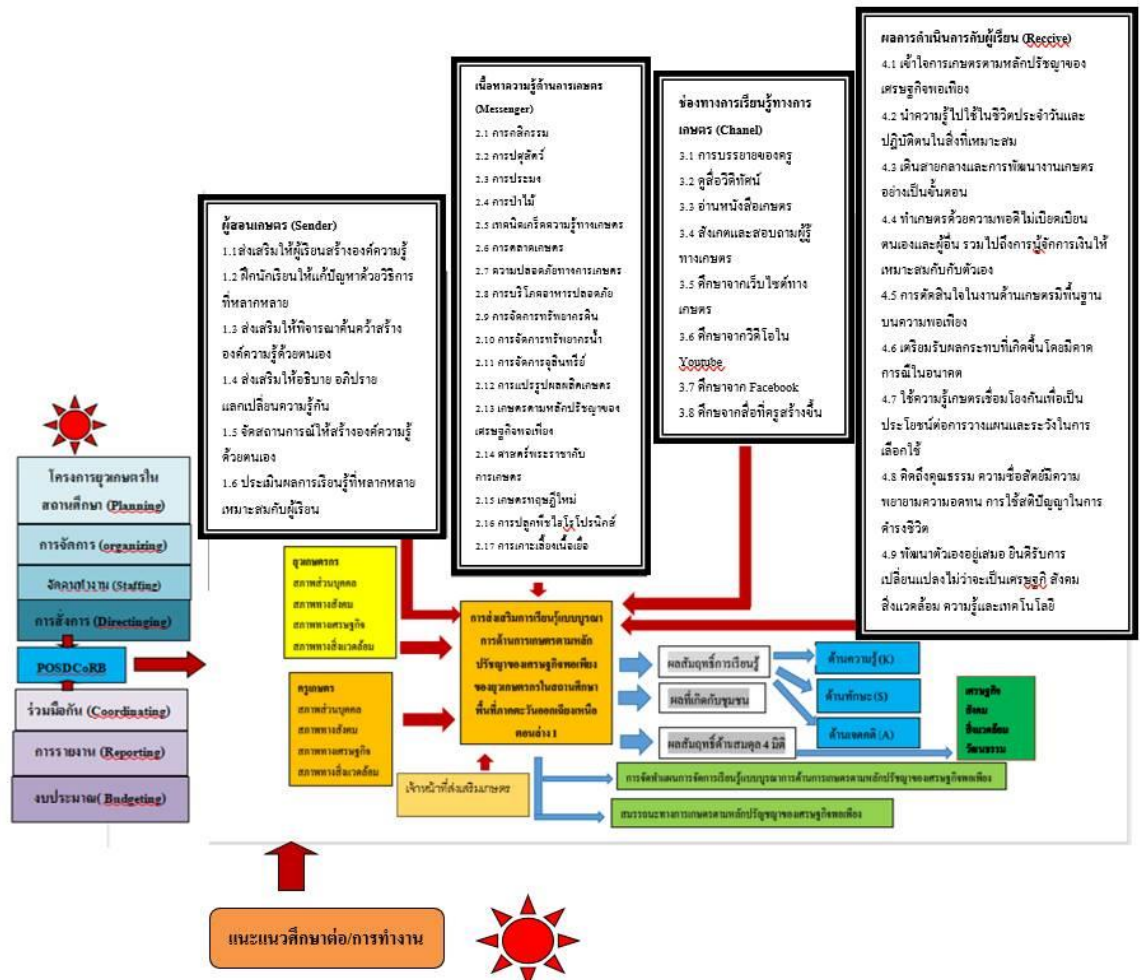 ผู้สอนเกษตร (Sender)
1.1ส่งเสริมให้ผู้เรียนสร้างองค์ความรู้
1.2 ฝึกนักเรียนให้แก้ปัญหาด้วยวิธีการ
ที่หลากหลาย
1.3 ส่งเสริมให้พิจารณาค้นคว้าสร้าง
องค์ความรู้ด้วยตนเอง
1.4 ส่งเสริมให้อธิบาย อภิปราย
แลกเปลี่ยนความรู้กัน
1.5 จัดสถานการณ์ให้สร้างองค์ความรู้
ด้วยตนเอง
1.6 ประเมินผลการเรียนรู้ที่หลากหลาย
เหมาะสมกับผู้เรียน
เนื้อหาความรู้ด้านการเกษตร
(Messenger)
2.1 การกสิกรรม
2.2 การปศุสัตว์
2.3 การประมง
2.4 การป่าไม้
2.5 เทคนิคเกร็ดความรู้ทางเกษตร
2.6 การตลาดเกษตร
2.7 ความปลอดภัยทางการเกษตร
2.8 การบริโภคอาหารปลอดภัย
2.9 การจัดการทรัพยากรดิน
2.10 การจัดการทรัพยากรน้ำ
2.11 การจัดการจุลินทรีย์
2.12 การแปรรูปผลผลิตเกษตร
2.13 เกษตรตามหลักปรัชญาของ
เศรษฐกิจพอเพียง
2.14 ศาสตร์พระราชากับ
การเกษตร
2.15 เกษตรทฤษฎีใหม่
2.16 การปลูกพืชไฮโรโปรนิกส์
2.17 การเคาะเลี้ยงเนื้อเยื่อ
ช่องทางการเรียนรู้ทางการ
เกษตร (Chanel)
3.1 การบรรยายของครู
3.2 ดูสื่อวิดิทัศน์
3.3 อ่านหนังสือเกษตร
3.4 สังเกตและสอบถามผู้รู้
ทางเกษตร
3.5 ศึกษาจากเว็บไซต์ทาง
เกษตร
3.6 ศึกษาจากวิดีโอใน
Youtube
3.7 ศึกษาจาก Facebook
3.8 ศึกษจากสื่อที่ครูสร้างขึ้น
ผลการดำเนินการกับผู้เรียน (Reccive)
4.1 เข้าใจการเกษตรตามหลักปรัชญาของ
เศรษฐกิจพอเพียง
4.2 นำความรู้ไปใช้ในชีวิตประจำวันและ
ปฏิบัติตนในสิ่งที่เหมาะสม
4.3 เดินสายกลางและการพัฒนางานเกษตร
อย่างเป็นขั้นตอน
4.4 ทำเกษตรด้วยความพอดีไม่เบียดเบียน
ตนเองและผู้อื่น รวมไปถึงการรู้จักการเงินให้
เหมาะสมกับกับตัวเอง
4.5 การตัดสินใจในงานด้านเกษตรมีพื้นฐาน
บนความพอเพียง
4.6 เตรียมรับผลกระทบที่เกิดขึ้นโดยมีคาด
การณ์ในอนาคต
4.7 ใช้ความรู้เกษตรเชื่อมโยงกันเพื่อเป็น
ประโยชน์ต่อการวางแผนและระวังในการ
เลือกใช้
4.8 คิดถึงคุณธรรม ความซื่อสัตย์มีความ
พยายามความอดทน การใช้สติปัญญาในการ
ดำรงชีวิต
4.9 พัฒนาตัวเองอยู่เสมอ ยินดีรับการ
เปลี่ยนแปลงไม่ว่าจะเป็นเศรษฐกิ สังคม
สิ่งแวดล้อม ความรู้และเทคโนโลยี
โครงการยุวเกษตรใน
สถานศึกษา (Planning)
การจัดการ (organizing)
จัดคนทำงาน (Staffing)
การสั่งการ (Directinging)
POSDCoRB
ร่วมมือกัน (Coordinating)
การรายงาน (Reporting)
งบประมาณ( Budgeting)
ยุวเกษตรกร
สภาพส่วนบุคคล
สภาพทางสังคม
สภาพทางเศรษฐกิจ
สภาพทางสิ่งแวดล้อม
ครูเกษตร
สภาพส่วนบุคคล
สภาพทางสังคม
สภาพทางเศรษฐกิจ
สภาพทางสิ่งแวดล้อม
เจ้าหน้าที่ส่งเสริมเกษตร
การส่งเสริมการเรียนรู้แบบบูรณา
การด้านการเกษตรตามหลัก
ปรัชญาของเศรษฐกิจพอเพียง
ของยุวเกษตรกรในสถานศึกษา
พื้นที่ภาคตะวันออกเฉียงเหนือ
ตอนล่าง 1
ผลสัมฤทธิ์การเรียนรู้
ผลที่เกิดกับชุมชน
ผลสัมฤทธิ์ด้านสมดุล 4 มิติ
ด้านความรู้ (K)
ด้านทักษะ (S)
ด้านเจตคติ (A)
เศรษฐกิจ
สังคม
สิ่งแวดล้อม
วัฒนธรรม
การจัดทำแผนการจัดการเรียนรู้แบบบูรณาการด้านการเกษตรตามหลักปรัชญาของเศรษฐกิจพอเพียง
สมรรถนะทางการเกษตรตามหลักปรัชญาของเศรษฐกิจพอเพียง
แนะแนวศึกษาต่อ/การทำงาน